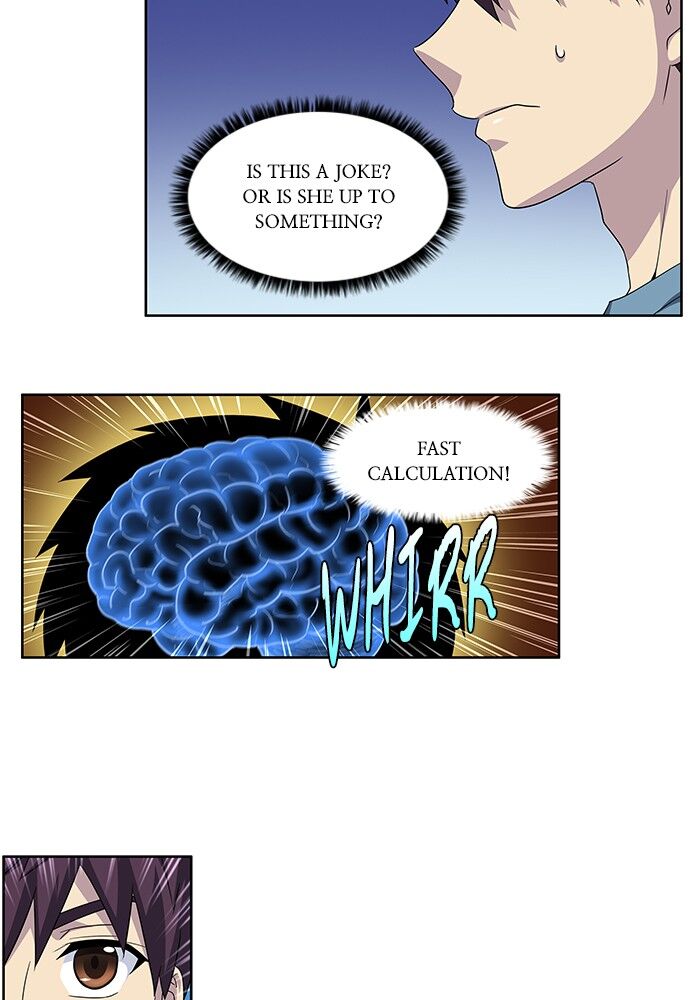 IS THIS A JOKE?
OR IS SHE UP TO
SOMETHING?
FAST
CALCULATION!
WHIRR